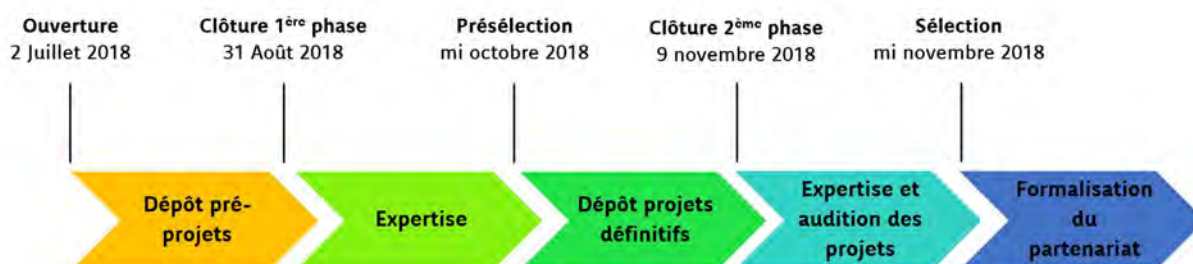 Ouverture
2 Juillet 2018
Clôture 1ère phase
31 Août 2018
Présélection
mi octobre 2018
Clôture 2ème phase
9 novembre 2018
Sélection
mi novembre 2018
Dépôt pré-
projets
Expertise
Dépôt projets
définitifs
Expertise et
audition des
projets
Formalisation
du
partenariat